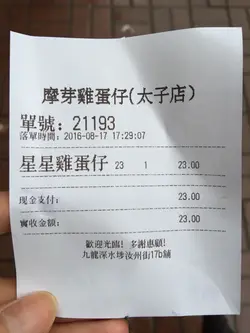 摩芽雞蛋仔(太子店)
單號：21193
落單時間：2016-08-17 17:29:07
星星雞蛋仔 23 1 23.00
現金支付： 23.00
實收金額： 23.00
歡迎光臨! 多謝惠顧!
九龍深水埗汝州街17b舖